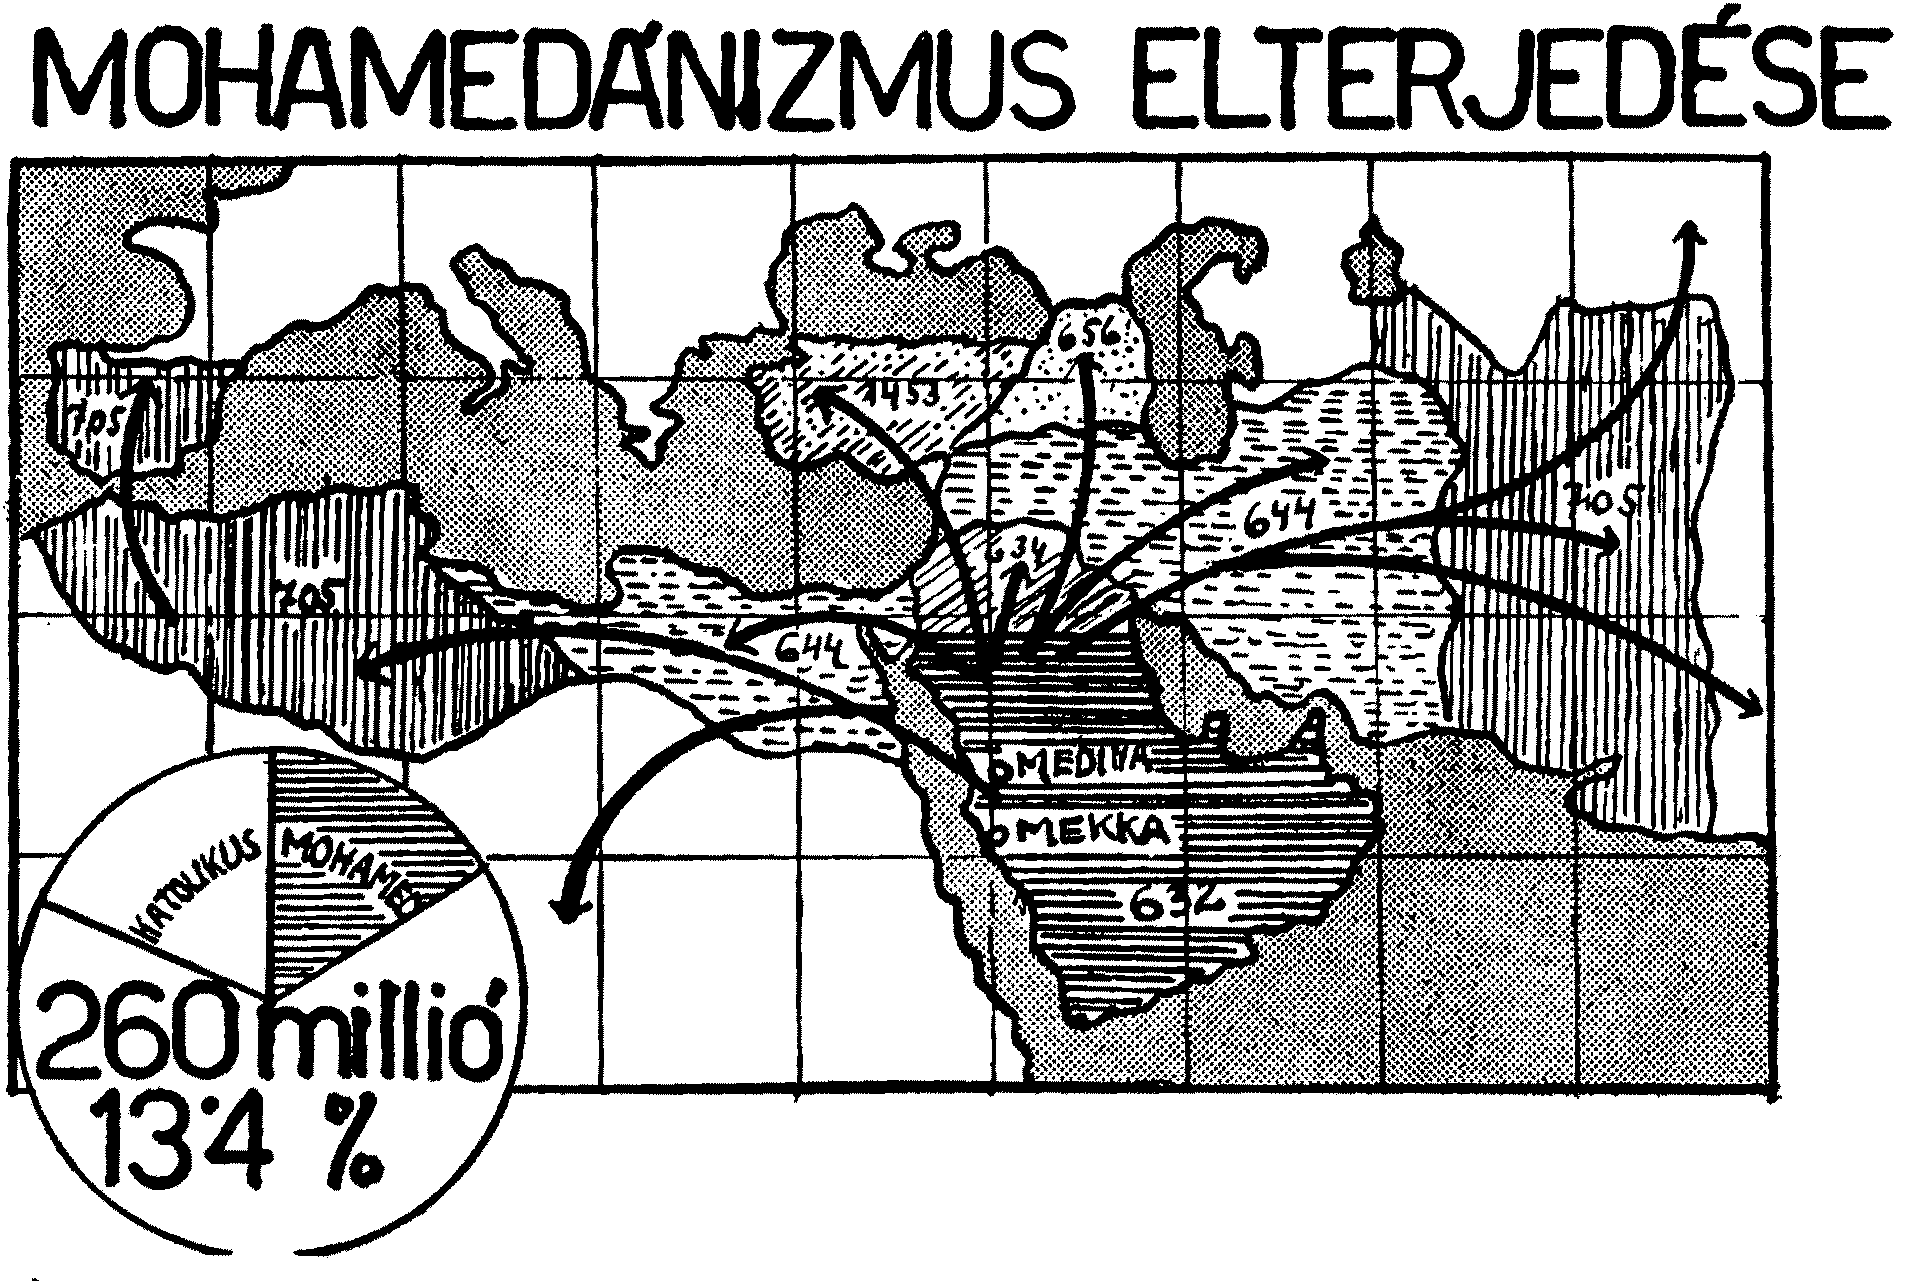 MOHAMEDÁNIZMUS ELTERJEDÉSE
656
1453
705
634
644
705
705
644
MEDINA
MEKKA
632
KATOLIKUS
MOHAMED
260 millió
13·4 %